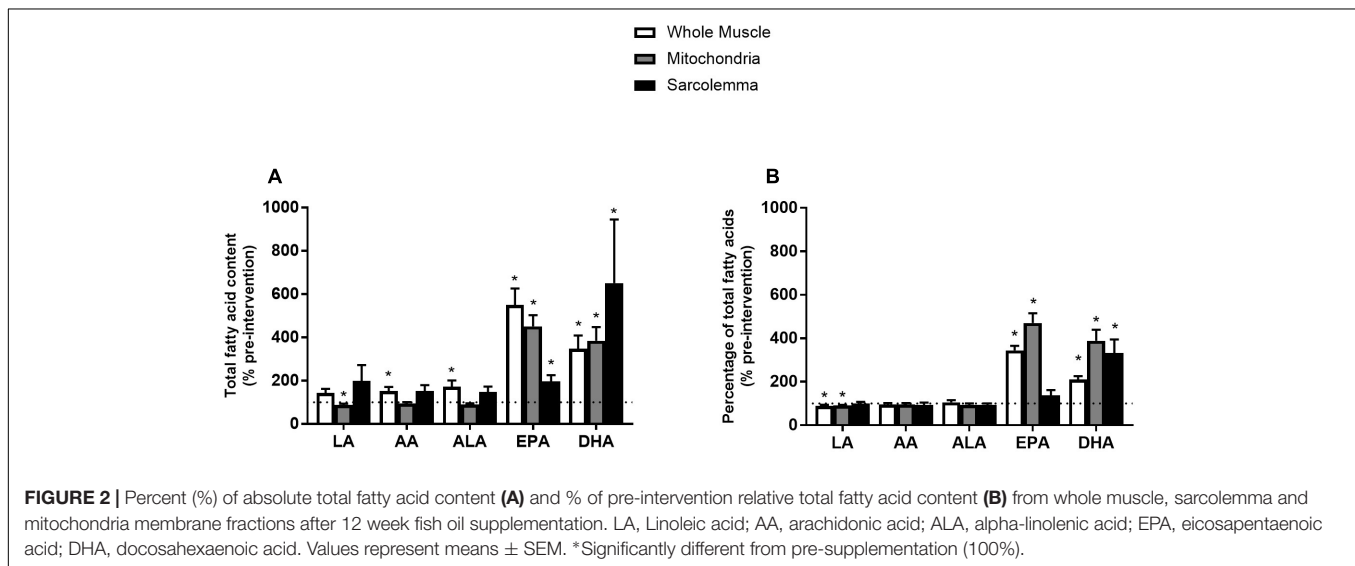 Whole Muscle
Mitochondria
Sarcolemma
A
Total fatty acid content
(% pre-intervention)
1000
800
600
400
200
0
*
*
*
*
*
*
*
*
*
LA
AA
ALA
EPA
DHA
B
Percentage of total fatty acids
(% pre-intervention)
1000
800
600
400
200
0
*
*
*
*
*
*
*
LA
AA
ALA
EPA
DHA
FIGURE 2 | Percent (%) of absolute total fatty acid content (A) and % of pre-intervention relative total fatty acid content (B) from whole muscle, sarcolemma and
mitochondria membrane fractions after 12 week fish oil supplementation. LA, Linoleic acid; AA, arachidonic acid; ALA, alpha-linolenic acid; EPA, eicosapentaenoic
acid; DHA, docosahexaenoic acid. Values represent means ± SEM. *Significantly different from pre-supplementation (100%).